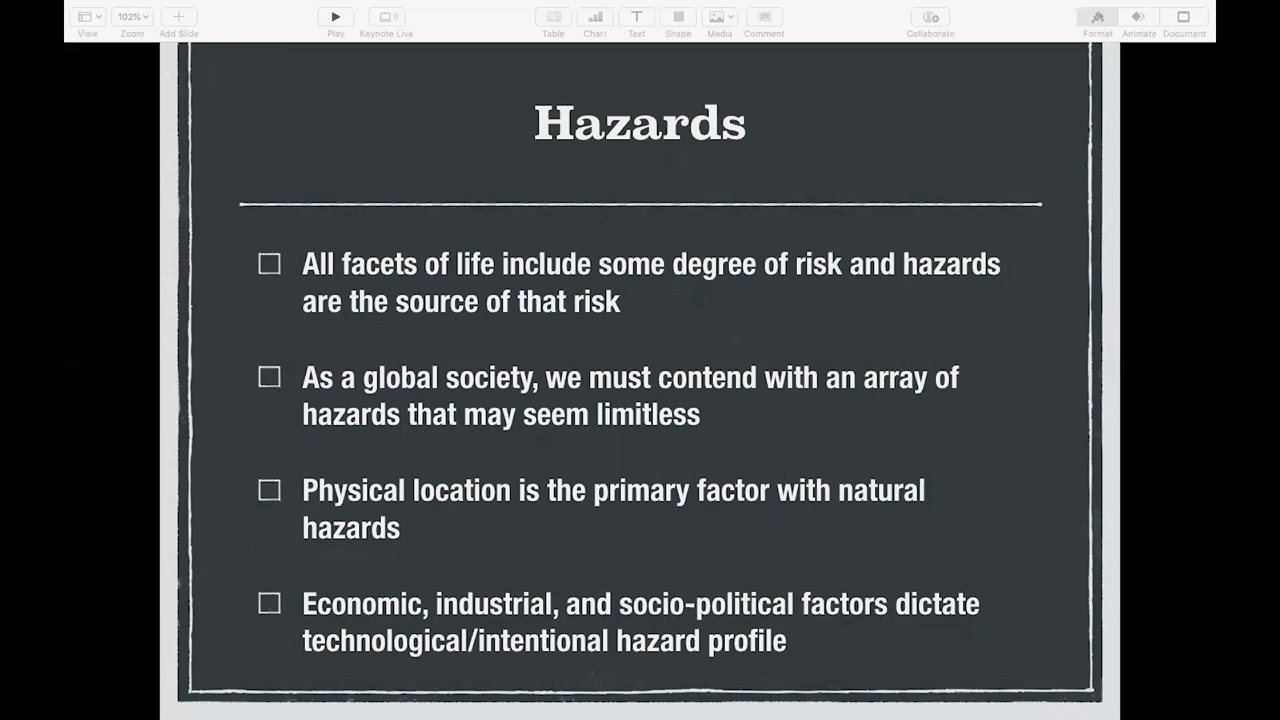 View
102%
Zoom
Add Slide
Play
Keynote Live
Table
Chart
Text
Shape
Media
Comment
Collaborate
Format
Animate
Document
Hazards
All facets of life include some degree of risk and hazards
are the source of that risk
As a global society, we must contend with an array of
hazards that may seem limitless
Physical location is the primary factor with natural
hazards
Economic, industrial, and socio-political factors dictate
technological/intentional hazard profile